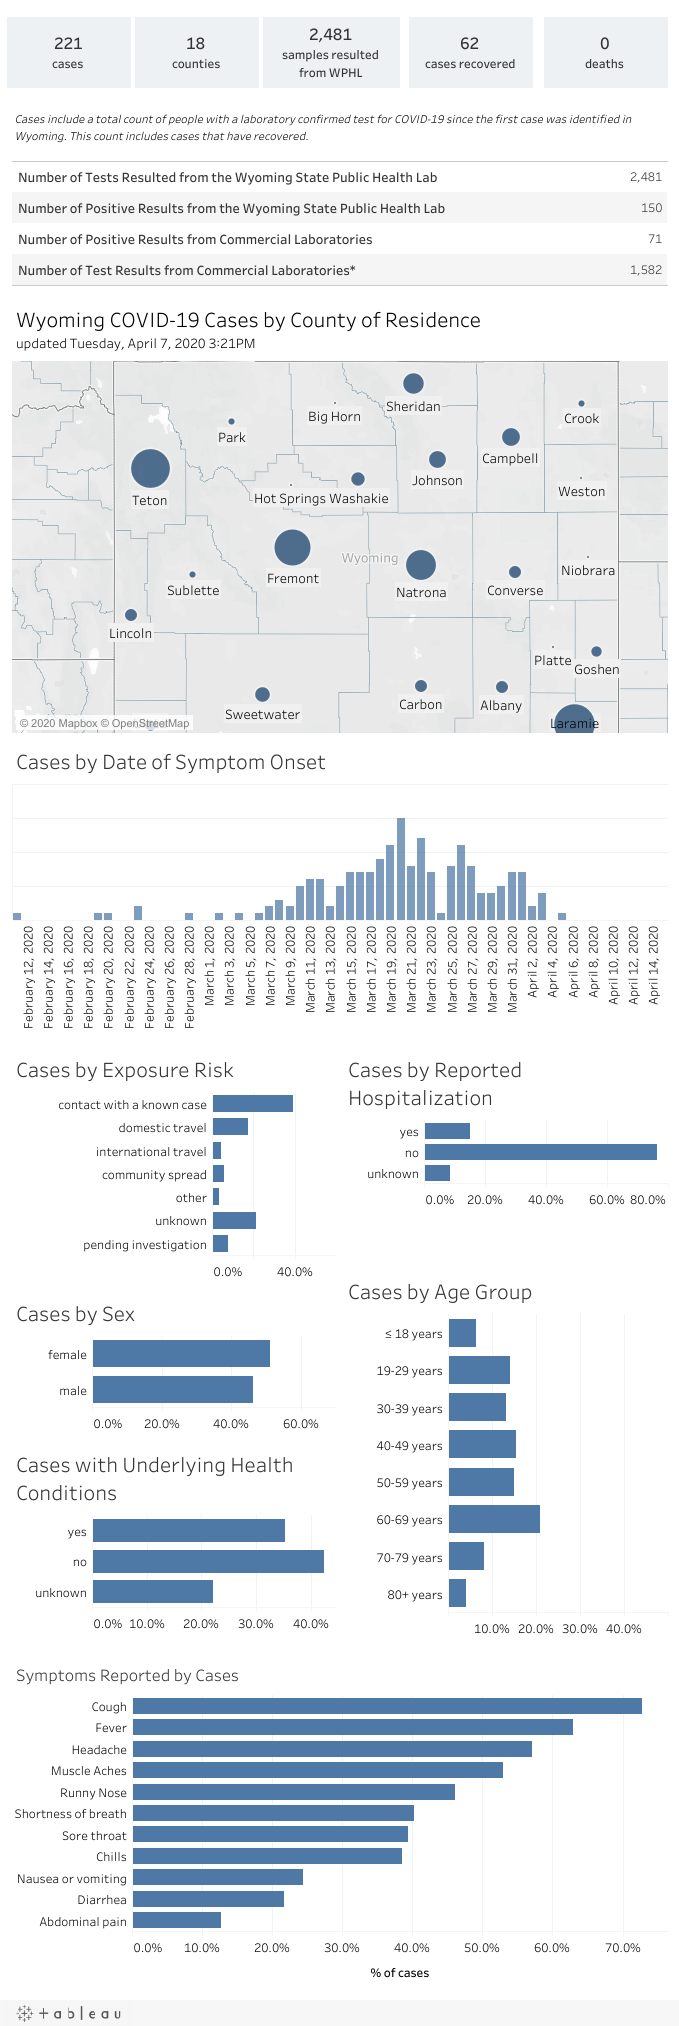 221
cases
18
counties
2,481
samples resulted
from WPHL
62
cases recovered
0
deaths
Cases include a total count of people with a laboratory confirmed test for COVID-19 since the first case was identified in
Wyoming. This count includes cases that have recovered.
Number of Tests Resulted from the Wyoming State Public Health Lab 2,481
Number of Positive Results from the Wyoming State Public Health Lab 150
Number of Positive Results from Commercial Laboratories 71
Number of Test Results from Commercial Laboratories* 1,582
Wyoming COVID-19 Cases by County of Residence
updated Tuesday, April 7, 2020 3:21PM
Sheridan
Big Horn
Crook
Park
Campbell
Johnson
Weston
Teton
Hot Springs Washakie
Wyoming
Niobrara
Fremont
Sublette
Natrona
Converse
Lincoln
Platte
Goshen
Carbon
Albany
Sweetwater
Laramie
© 2020 Mapbox © OpenStreetMap
Cases by Date of Symptom Onset
February 12, 2020
February 14, 2020
February 16, 2020
February 18, 2020
February 20, 2020
February 22, 2020
February 24, 2020
February 26, 2020
February 28, 2020
March 1, 2020
March 3, 2020
March 5, 2020
March 7, 2020
March 9, 2020
March 11, 2020
March 13, 2020
March 15, 2020
March 17, 2020
March 19, 2020
March 21, 2020
March 23, 2020
March 25, 2020
March 27, 2020
March 29, 2020
March 31, 2020
April 2, 2020
April 4, 2020
April 6, 2020
April 8, 2020
April 10, 2020
April 12, 2020
April 14, 2020
Cases by Exposure Risk
contact with a known case
domestic travel
international travel
community spread
other
unknown
pending investigation
0.0% 40.0%
Cases by Reported
Hospitalization
yes
no
unknown
0.0% 20.0% 40.0% 60.0% 80.0%
Cases by Sex
female
male
0.0% 20.0% 40.0% 60.0%
Cases by Age Group
≤ 18 years
19-29 years
30-39 years
40-49 years
50-59 years
60-69 years
70-79 years
80+ years
10.0% 20.0% 30.0% 40.0%
Cases with Underlying Health
Conditions
yes
no
unknown
0.0% 10.0% 20.0% 30.0% 40.0%
Symptoms Reported by Cases
Cough
Fever
Headache
Muscle Aches
Runny Nose
Shortness of breath
Sore throat
Chills
Nausea or vomiting
Diarrhea
Abdominal pain
0.0% 10.0% 20.0% 30.0% 40.0% 50.0% 60.0% 70.0%
% of cases
+ableau